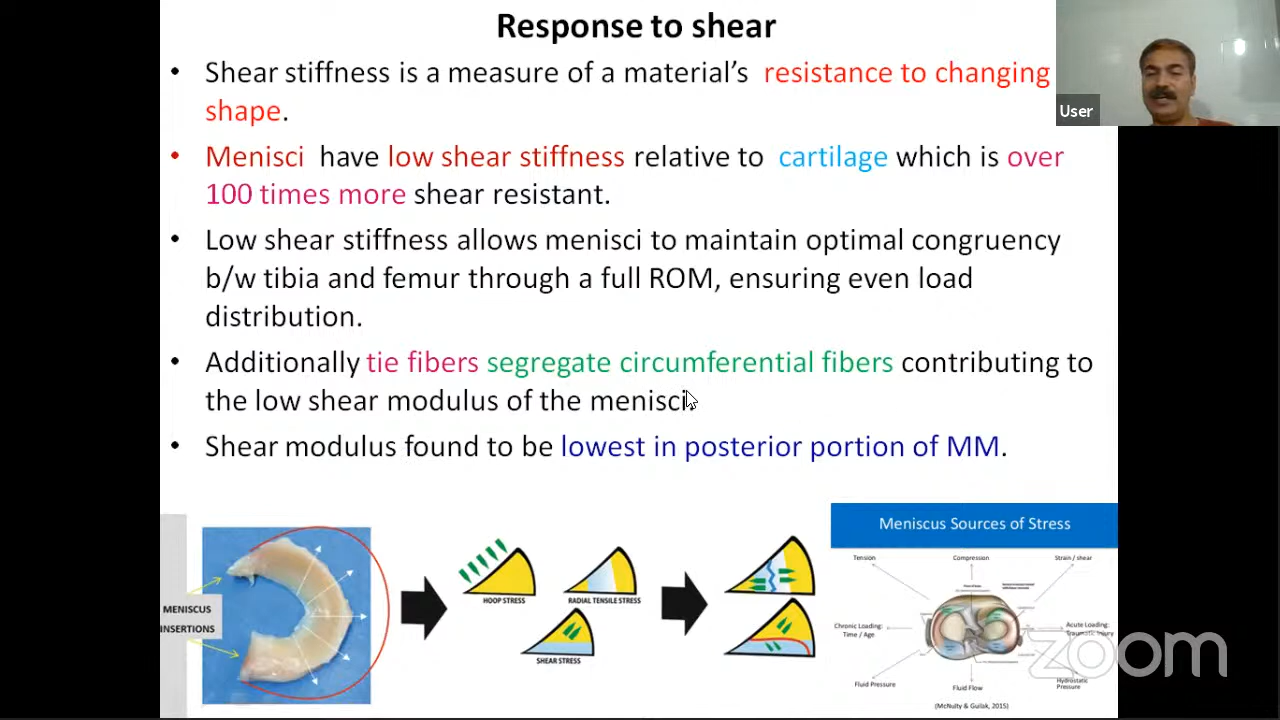 Response to shear
• Shear stiffness is a measure of a material's resistance to changing
shape.
• Menisci have low shear stiffness relative to cartilage which is over
100 times more shear resistant.
• Low shear stiffness allows menisci to maintain optimal congruency
b/w tibia and femur through a full ROM, ensuring even load
distribution.
• Additionally tie fibers segregate circumferential fibers contributing to
the low shear modulus of the menisci.
• Shear modulus found to be lowest in posterior portion of MM.
User
MENISCUS
INSERTIONS
HOOP STRESS
RADIAL TENSILE STRESS
SHEAR STRESS
Meniscus Sources of Stress
Tension
Compression
Strain / shear
Chronic Loading:
Time / Age
Acute Loading:
Traumatic Injury
Fluid Pressure
Fluid Flow
Hydrostatic
Pressure
(McNulty & Guilak, 2015)
zoom